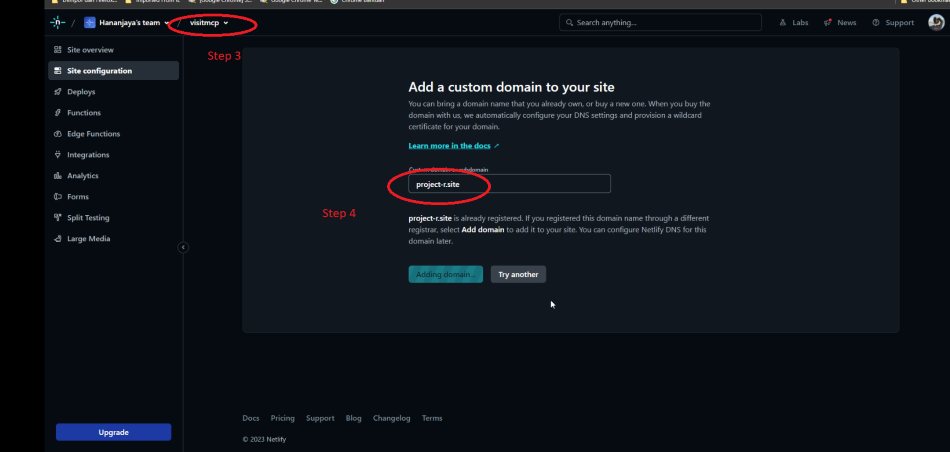 Hananjaya's team / visitmcp
Search anything...
Labs
News
Support
Step 3
Site overview
Site configuration
Deploys
Functions
Edge Functions
Integrations
Analytics
Forms
Split Testing
Large Media
Upgrade
Add a custom domain to your site
You can bring a domain name that you already own, or buy a new one. When you buy the
domain with us, we automatically configure your DNS settings and provision a wildcard
certificate for your domain.
Learn more in the docs
Custom domain subdomain
project-r.site
Step 4
project-r.site is already registered. If you registered this domain name through a different
registrar, select Add domain to add it to your site. You can configure Netlify DNS for this
domain later.
Adding domain...
Try another
Docs Pricing Support Blog Changelog Terms
© 2023 Netlify